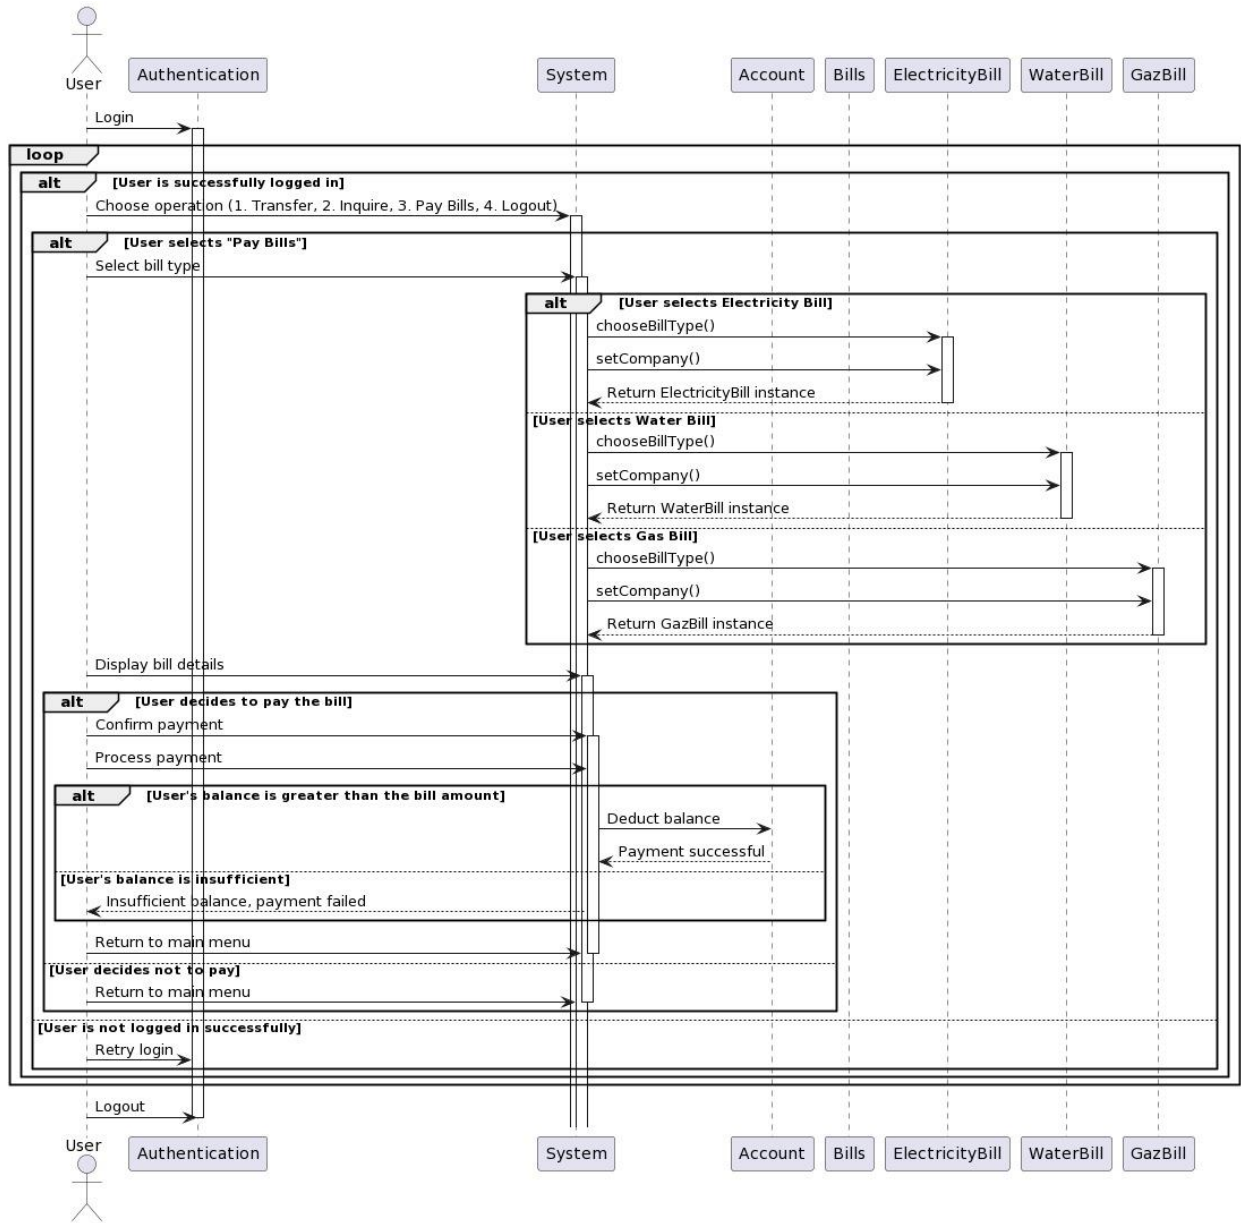 User
Authentication
System
Account
Bills
ElectricityBill
WaterBill
GazBill
Login
loop
alt [User is successfully logged in]
Choose operation (1. Transfer, 2. Inquire, 3. Pay Bills, 4. Logout)
alt [User selects "Pay Bills"]
Select bill type
alt [User selects Electricity Bill]
chooseBillType()
setCompany()
Return ElectricityBill instance
[User selects Water Bill]
chooseBillType()
setCompany()
Return WaterBill instance
[User selects Gas Bill]
chooseBillType()
setCompany()
Return GazBill instance
Display bill details
alt [User decides to pay the bill]
Confirm payment
Process payment
alt [User's balance is greater than the bill amount]
Deduct balance
Payment successful
[User's balance is insufficient]
Insufficient balance, payment failed
Return to main menu
[User decides not to pay]
Return to main menu
[User is not logged in successfully]
Retry login
Logout
User
Authentication
System
Account
Bills
ElectricityBill
WaterBill
GazBill